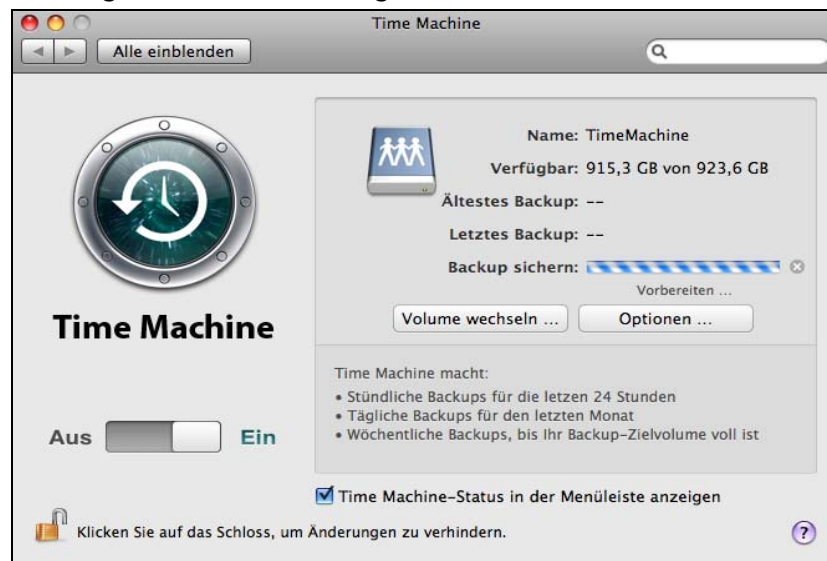 Time Machine
Alle einblenden
Name: TimeMachine
Verfügbar: 915,3 GB von 923,6 GB
Ältestes Backup: --
Letztes Backup: --
Backup sichern:
Vorbereiten ...
Volume wechseln ...
Optionen ...
Time Machine
Time Machine macht:
• Stündliche Backups für die letzen 24 Stunden
• Tägliche Backups für den letzten Monat
• Wöchentliche Backups, bis Ihr Backup-Zielvolume voll ist
Aus
Ein
Time Machine-Status in der Menüleiste anzeigen
Klicken Sie auf das Schloss, um Änderungen zu verhindern.
?